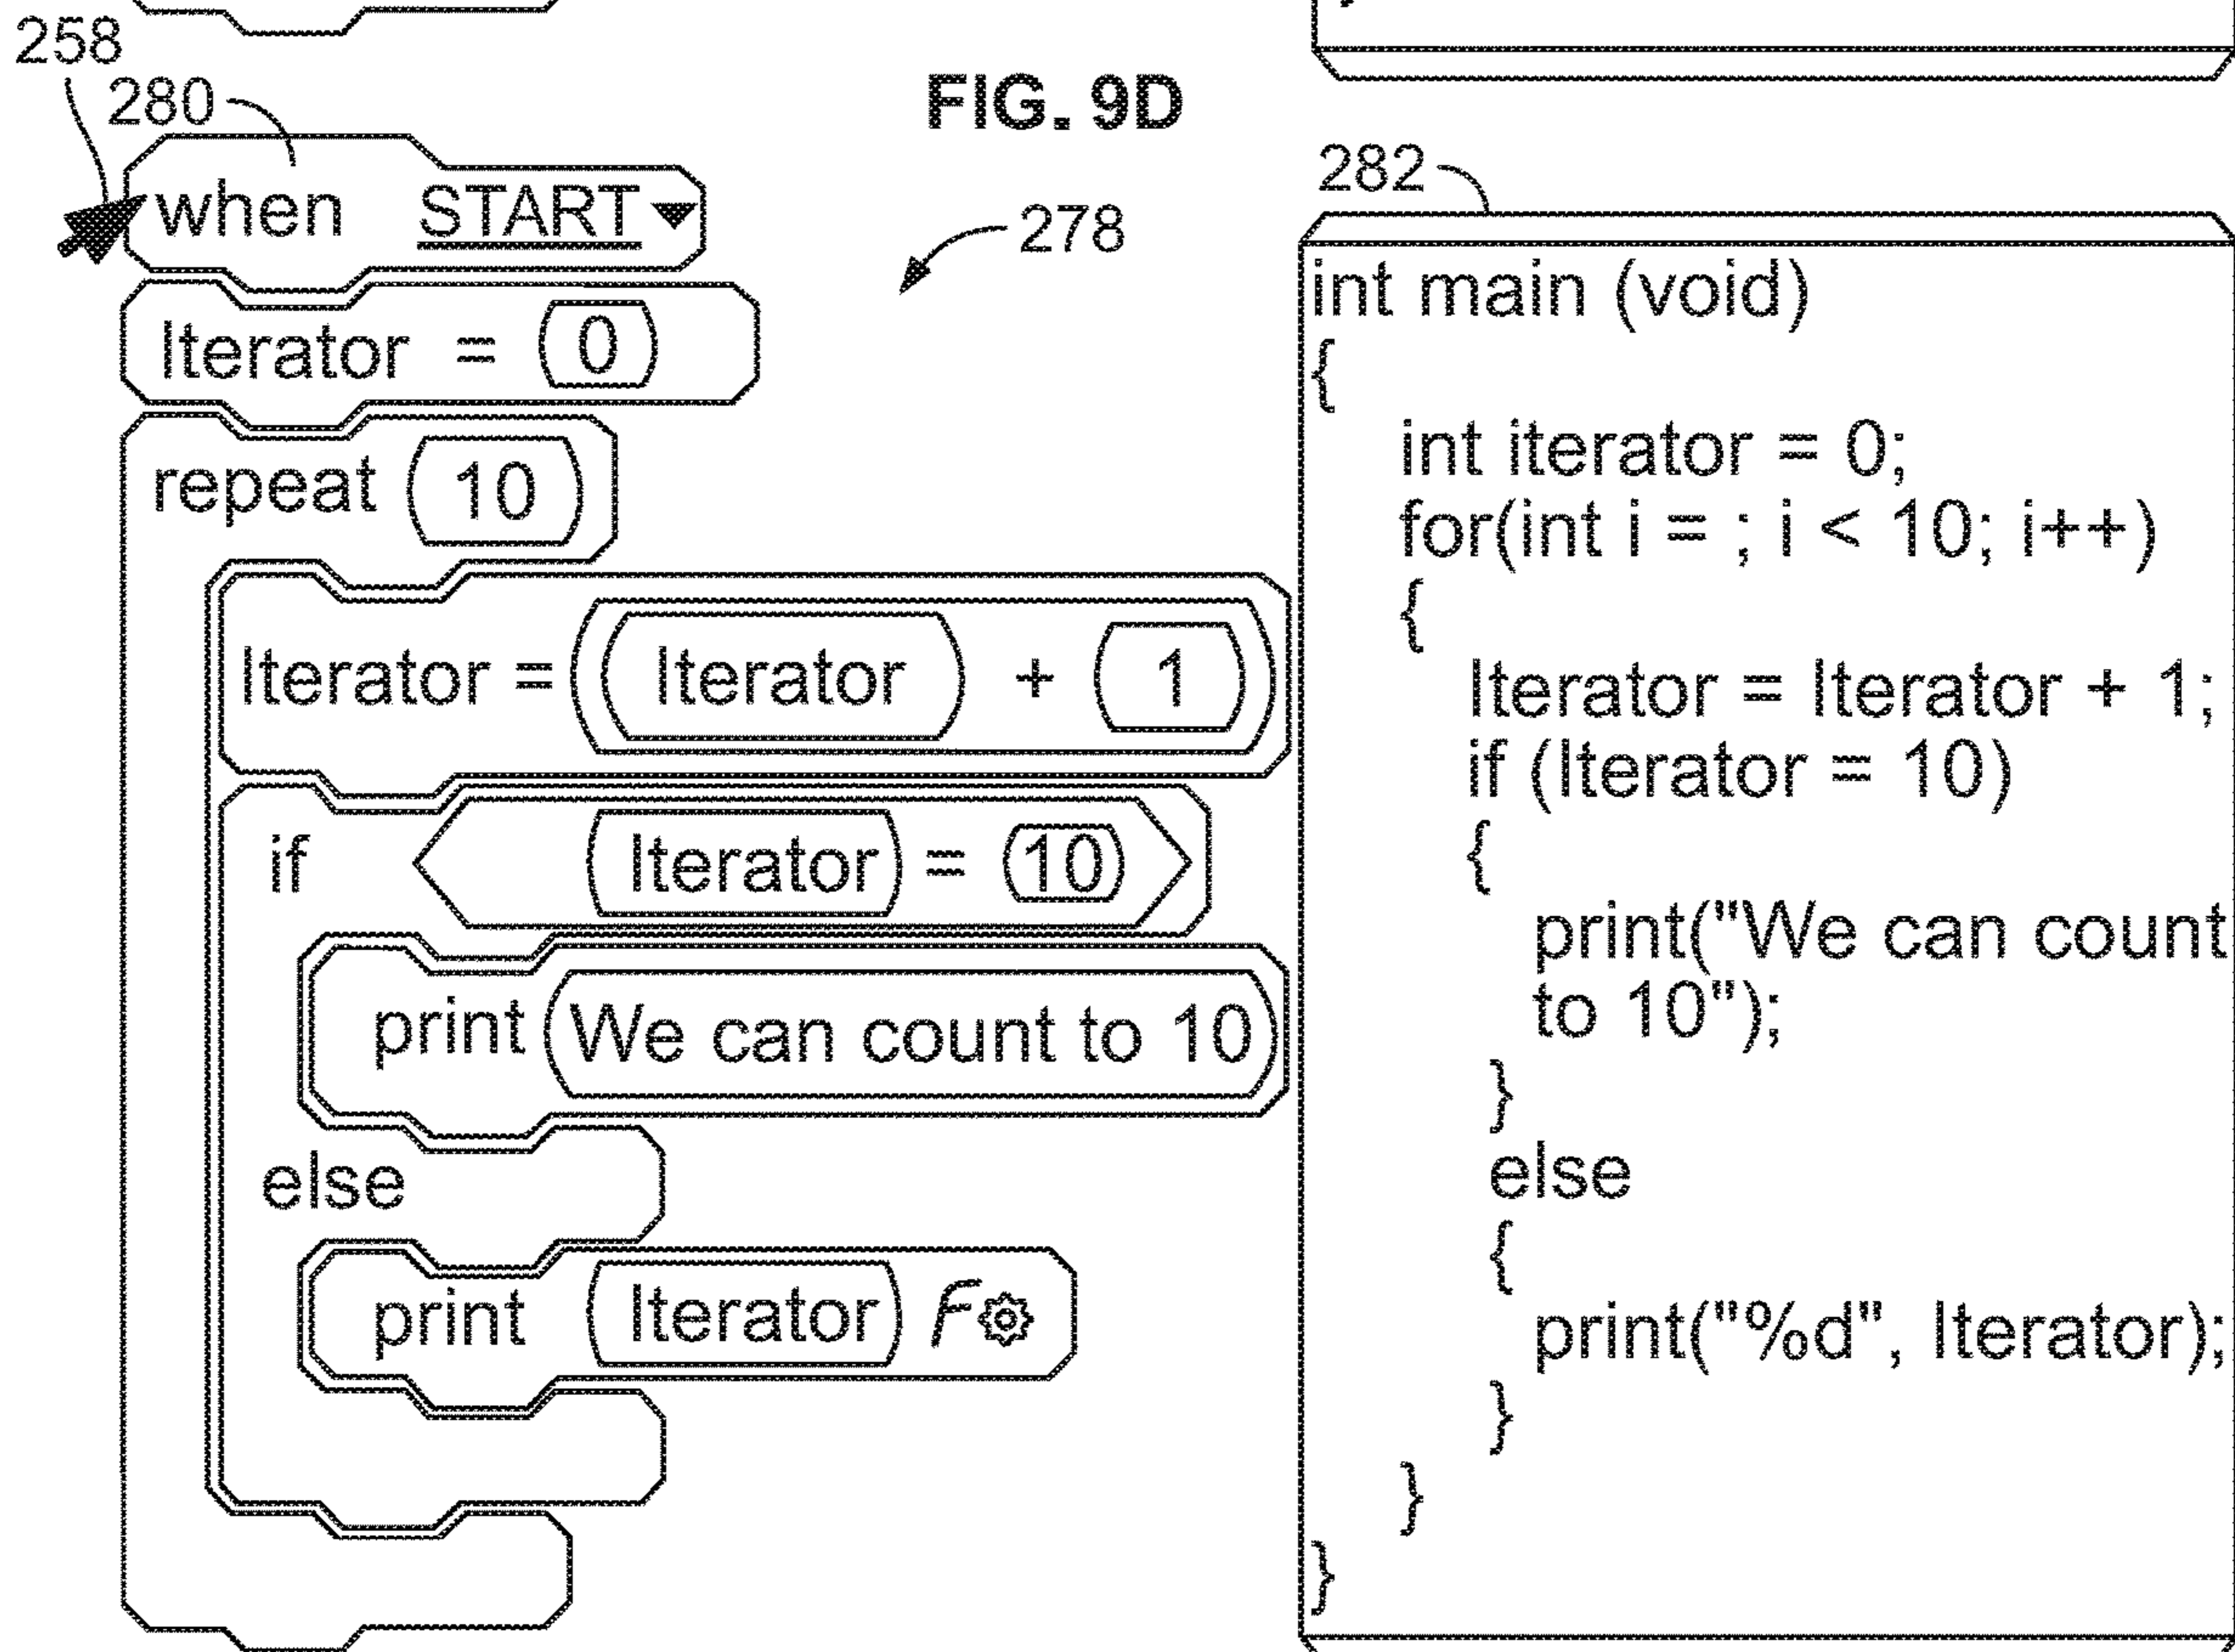 258
280
FIG. 9D
when START
278
Iterator = 0
repeat 10
Iterator = Iterator + 1
if Iterator = 10
print We can count to 10
else
print Iterator F
282
int main (void)
{
int iterator = 0;
for(int i = ; i < 10; i++)
{
Iterator = Iterator + 1;
if (Iterator = 10)
{
print("We can count
to 10");
}
else
{
print("%d", Iterator);
}
}
}